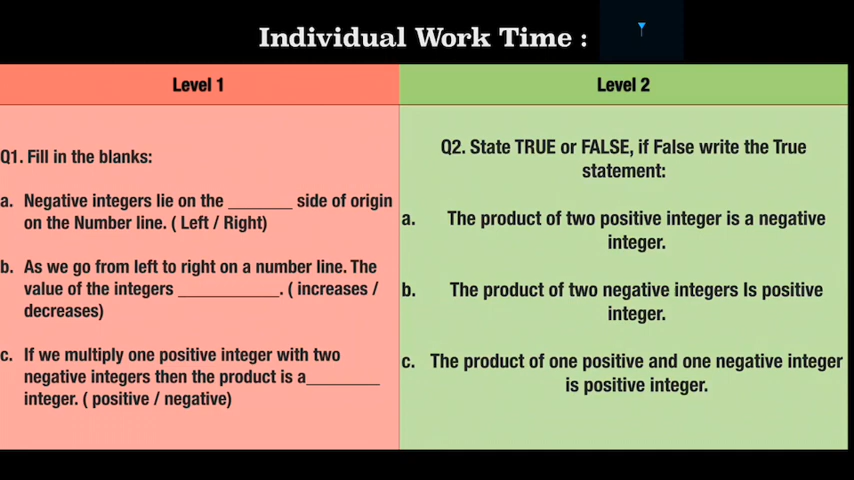 Individual Work Time :
Level 1
Q1. Fill in the blanks:
a. Negative integers lie on the _______ side of origin
on the Number line. ( Left / Right)
b. As we go from left to right on a number line. The
value of the integers ___________. ( increases /
decreases)
c. If we multiply one positive integer with two
negative integers then the product is a________
integer. ( positive / negative)
Level 2
Q2. State TRUE or FALSE, if False write the True
statement:
a. The product of two positive integer is a negative
integer.
b. The product of two negative integers Is positive
integer.
c. The product of one positive and one negative integer
is positive integer.